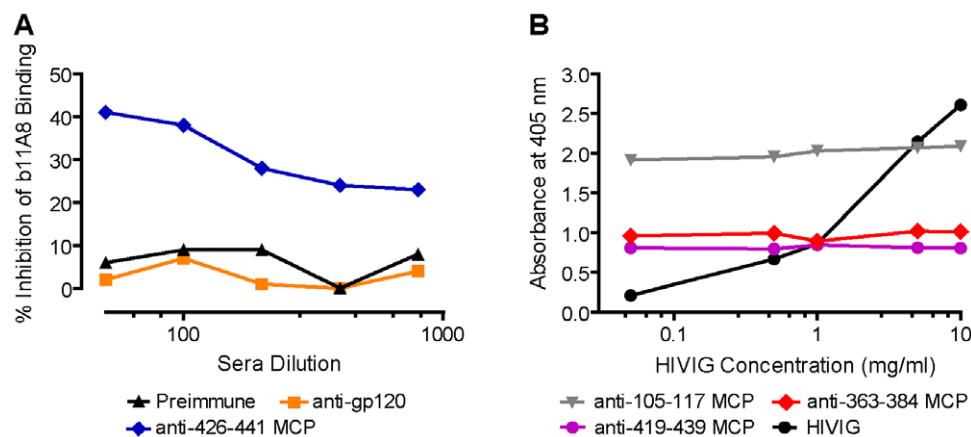 A
% Inhibition of b11A8 Binding
50
40
30
20
10
0
100
1000
Sera Dilution
Preimmune
anti-gp120
anti-426-441 MCP
B
Absorbance at 405 nm
3.0
2.5
2.0
1.5
1.0
0.5
0.0
0.1
1
10
HIVIG Concentration (mg/ml)
anti-105-117 MCP
anti-363-384 MCP
anti-419-439 MCP
HIVIG